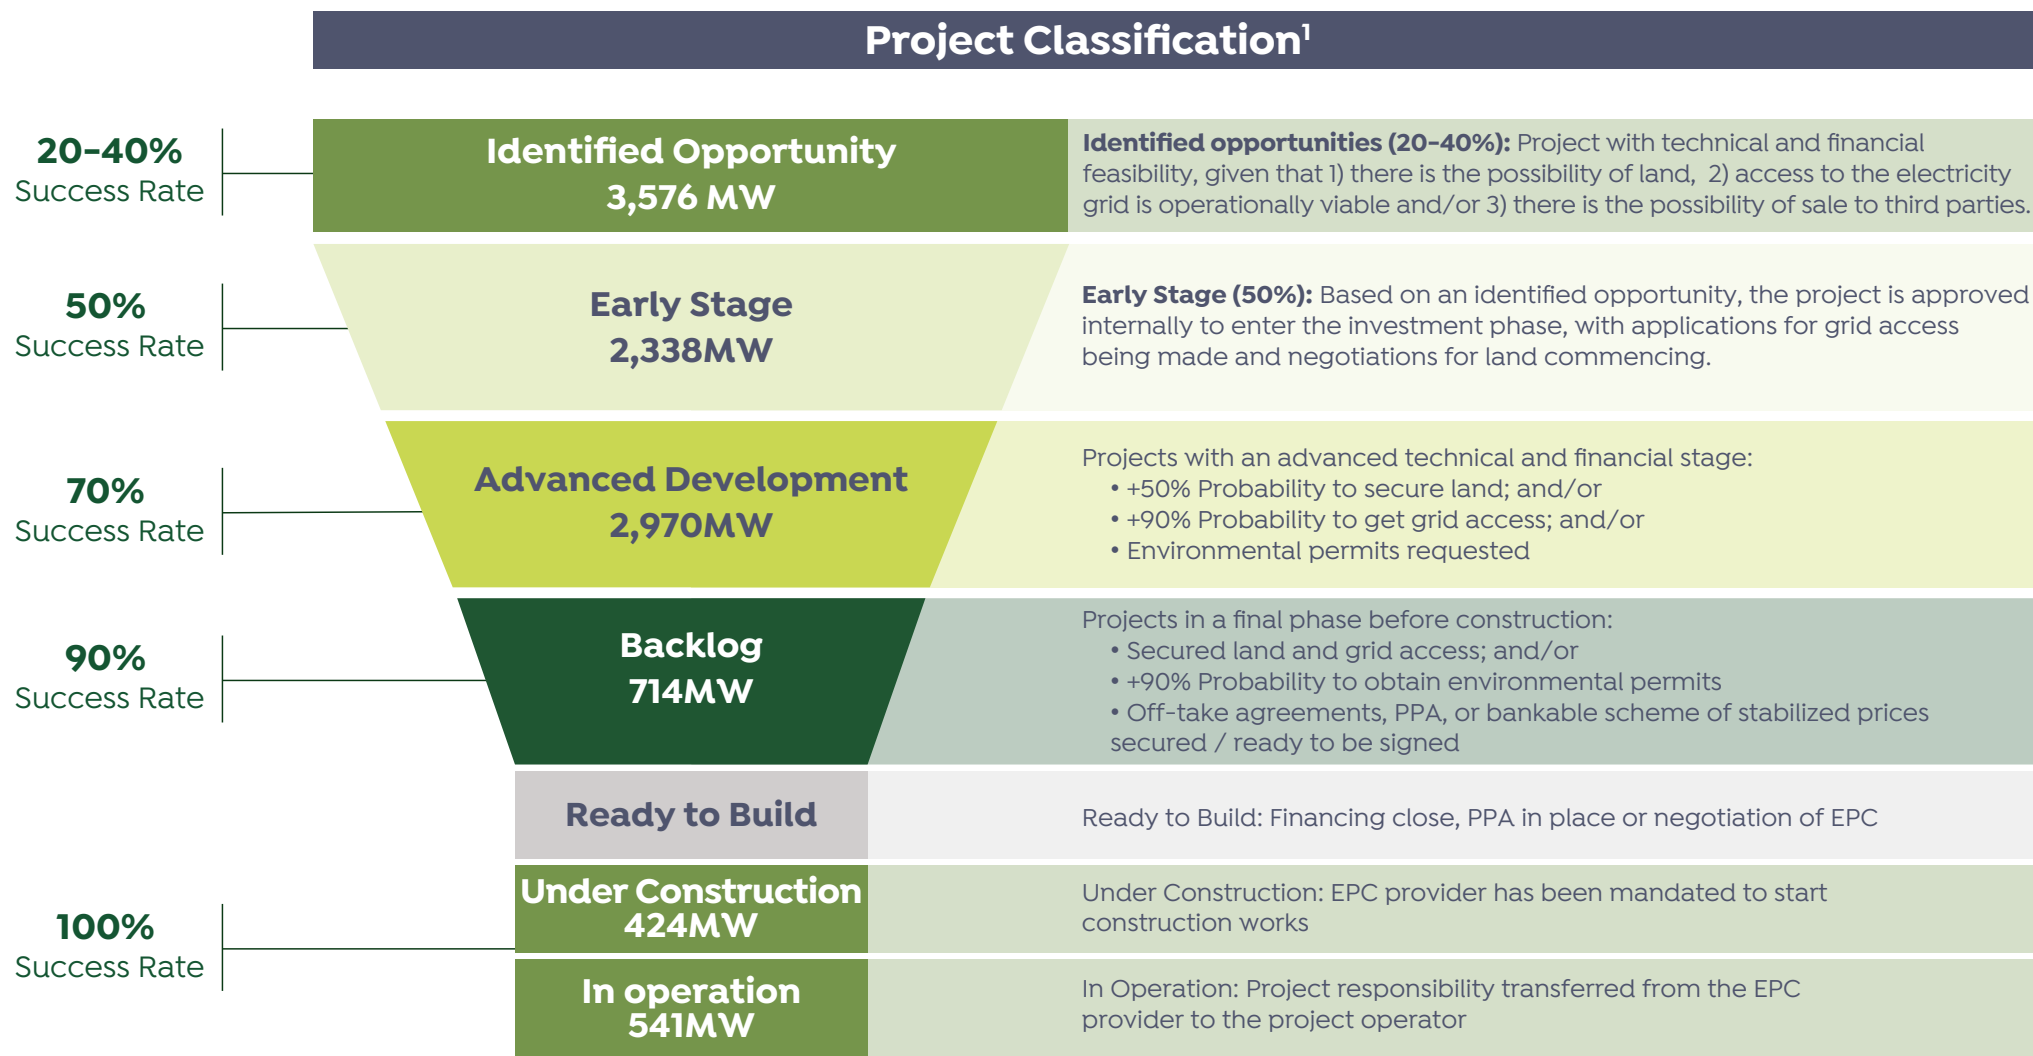 Project Classification¹
20-40%
Success Rate
Identified Opportunity
3,576 MW
Identified opportunities (20-40%): Project with technical and financial
feasibility, given that 1) there is the possibility of land, 2) access to the electricity
grid is operationally viable and/or 3) there is the possibility of sale to third parties.
50%
Success Rate
Early Stage
2,338MW
Early Stage (50%): Based on an identified opportunity, the project is approved
internally to enter the investment phase, with applications for grid access
being made and negotiations for land commencing.
70%
Success Rate
Advanced Development
2,970MW
Projects with an advanced technical and financial stage:
• +50% Probability to secure land; and/or
• +90% Probability to get grid access; and/or
• Environmental permits requested
90%
Success Rate
Backlog
714MW
Projects in a final phase before construction:
• Secured land and grid access; and/or
• +90% Probability to obtain environmental permits
• Off-take agreements, PPA, or bankable scheme of stabilized prices
secured / ready to be signed
Ready to Build
Ready to Build: Financing close, PPA in place or negotiation of EPC
100%
Success Rate
Under Construction
424MW
Under Construction: EPC provider has been mandated to start
construction works
In operation
541MW
In Operation: Project responsibility transferred from the EPC
provider to the project operator